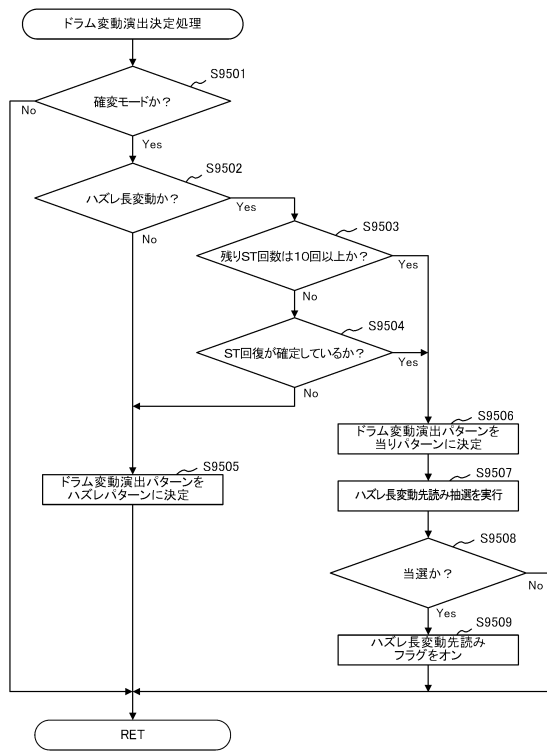 ドラム変動演出決定処理
S9501
確変モードか？
No
Yes
S9502
ハズレ長変動か？
Yes
No
S9503
残りST回数は10回以上か？
Yes
No
S9504
ST回復が確定しているか？
Yes
No
S9506
ドラム変動演出パターンを
当りパターンに決定
S9505
ドラム変動演出パターンを
ハズレパターンに決定
S9507
ハズレ長変動先読み抽選を実行
S9508
当選か？
No
Yes
S9509
ハズレ長変動先読み
フラグをオン
RET